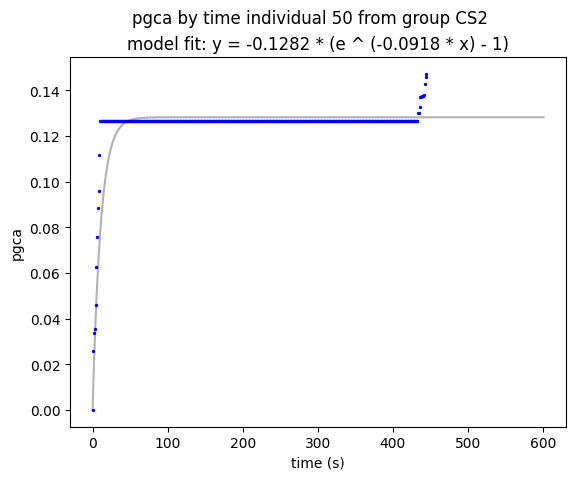 pgca by time individual 50 from group CS2
model fit: y = -0.1282 * (e ^ (-0.0918 * x) - 1)
0.14
0.12
0.10
0.08
0.06
0.04
0.02
0.00
pgca
0 100 200 300 400 500 600
time (s)